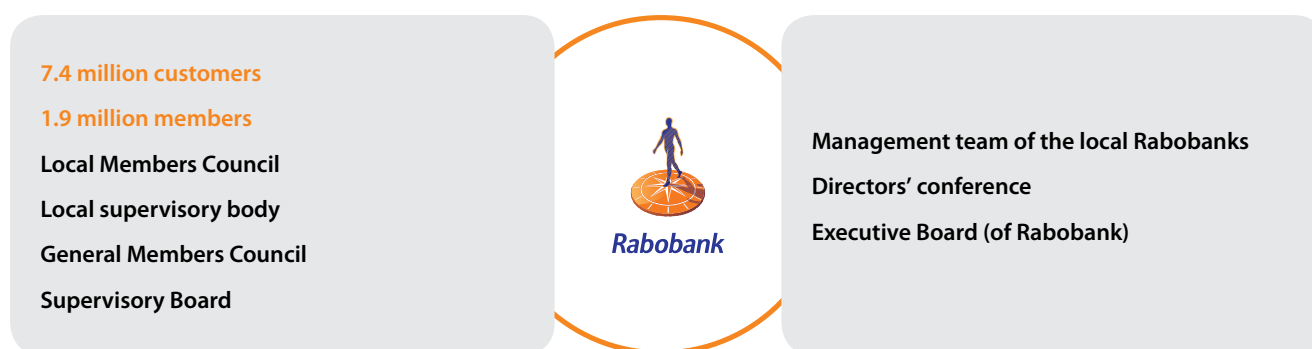 7.4 million customers
1.9 million members
Local Members Council
Local supervisory body
General Members Council
Supervisory Board
Rabobank
Management team of the local Rabobanks
Directors’ conference
Executive Board (of Rabobank)